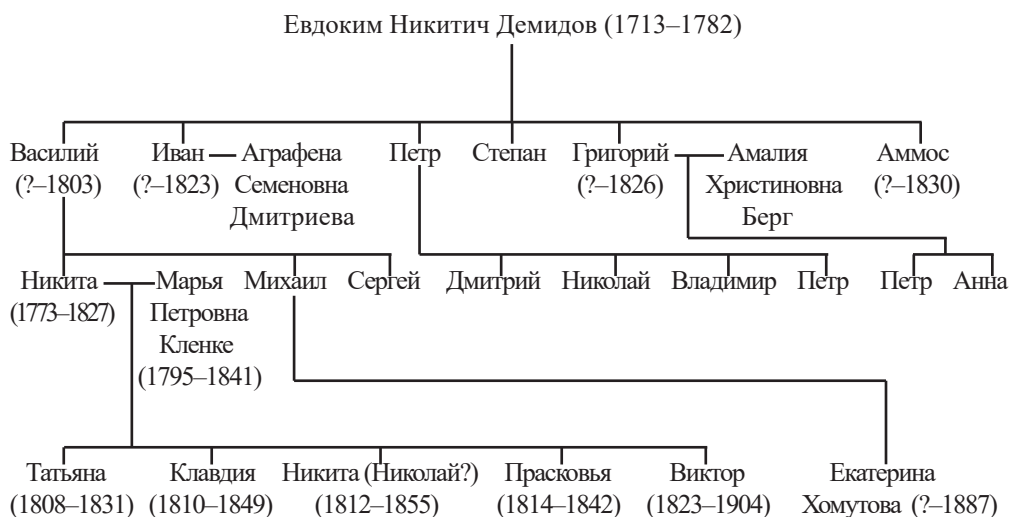 Евдоким Никитич Демидов (1713–1782)
Василий Иван Аграфена Петр Степан Григорий Амалия Аммос
(?–1803) (?–1823) Семеновна (?–1826) Христиновна (?–1830)
Дмитриева Берг
Никита Марья Михаил Сергей Дмитрий Николай Владимир Петр Петр Анна
(1773–1827) Петровна
Кленке
(1795–1841)
Татьяна Клавдия Никита (Николай?) Прасковья Виктор Екатерина
(1808–1831) (1810–1849) (1812–1855) (1814–1842) (1823–1904) Хомутова (?–1887)